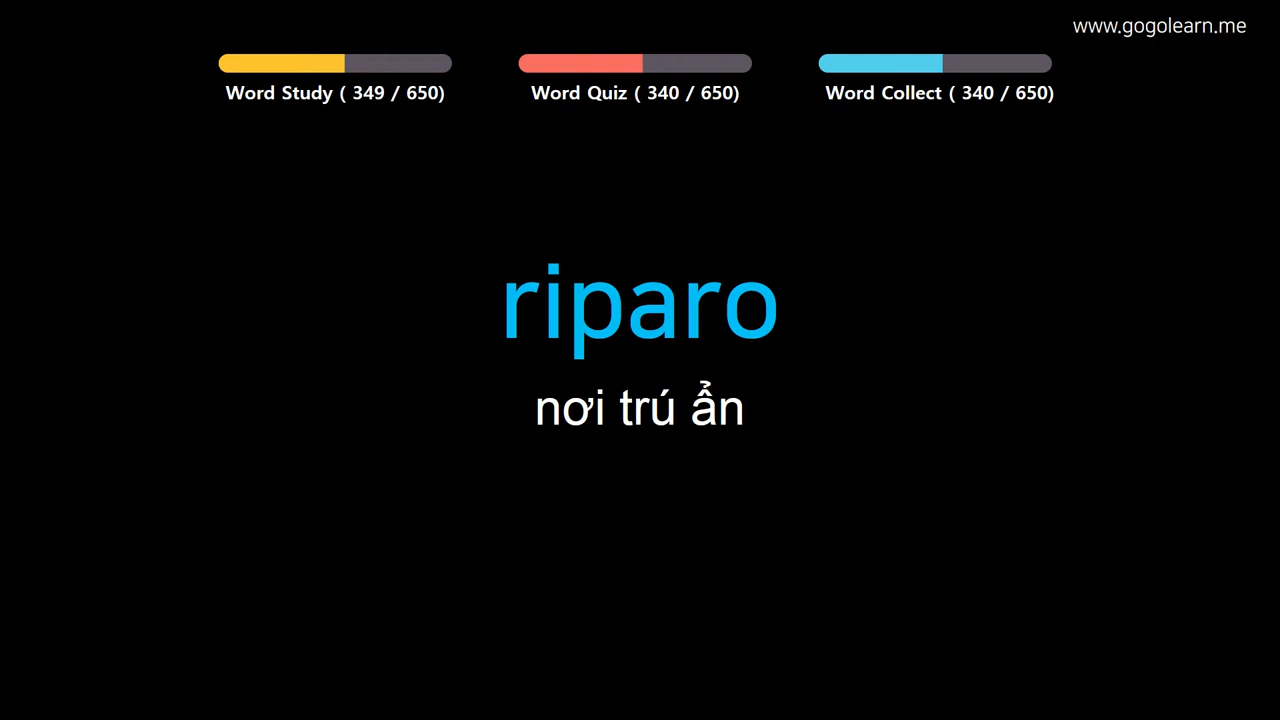 www.gogolearn.me
Word Study ( 349 / 650)
Word Quiz ( 340 / 650)
Word Collect ( 340 / 650)
riparo
nơi trú ẩn